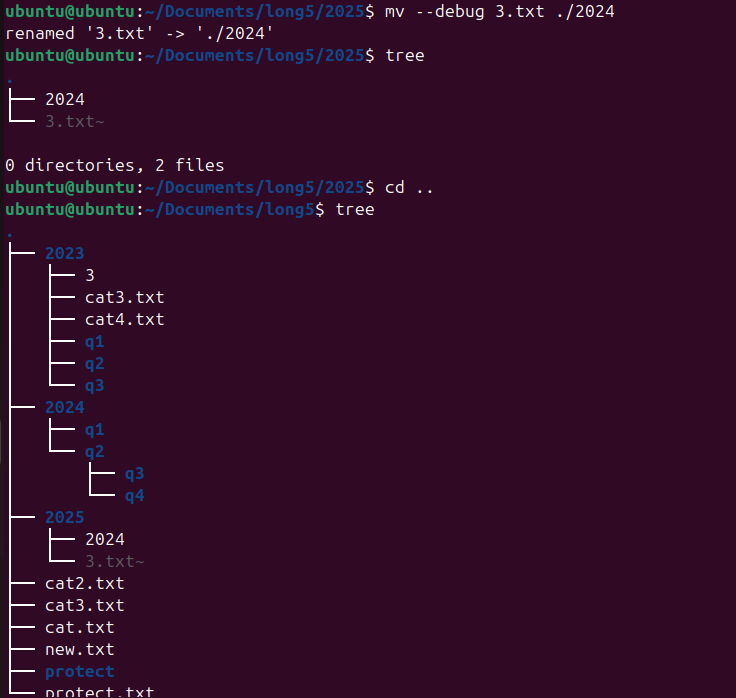 ubuntu@ubuntu:~/Documents/long5/2025$ mv --debug 3.txt ./2024
renamed '3.txt' -> './2024'
ubuntu@ubuntu:~/Documents/long5/2025$ tree
.
├── 2024
└── 3.txt~
0 directories, 2 files
ubuntu@ubuntu:~/Documents/long5/2025$ cd ..
ubuntu@ubuntu:~/Documents/long5$ tree
.
├── 2023
│   ├── 3
│   ├── cat3.txt
│   ├── cat4.txt
│   ├── q1
│   ├── q2
│   └── q3
├── 2024
│   ├── q1
│   └── q2
│       ├── q3
│       └── q4
├── 2025
│   ├── 2024
│   └── 3.txt~
├── cat2.txt
├── cat3.txt
├── cat.txt
├── new.txt
├── protect
└── protect.txt